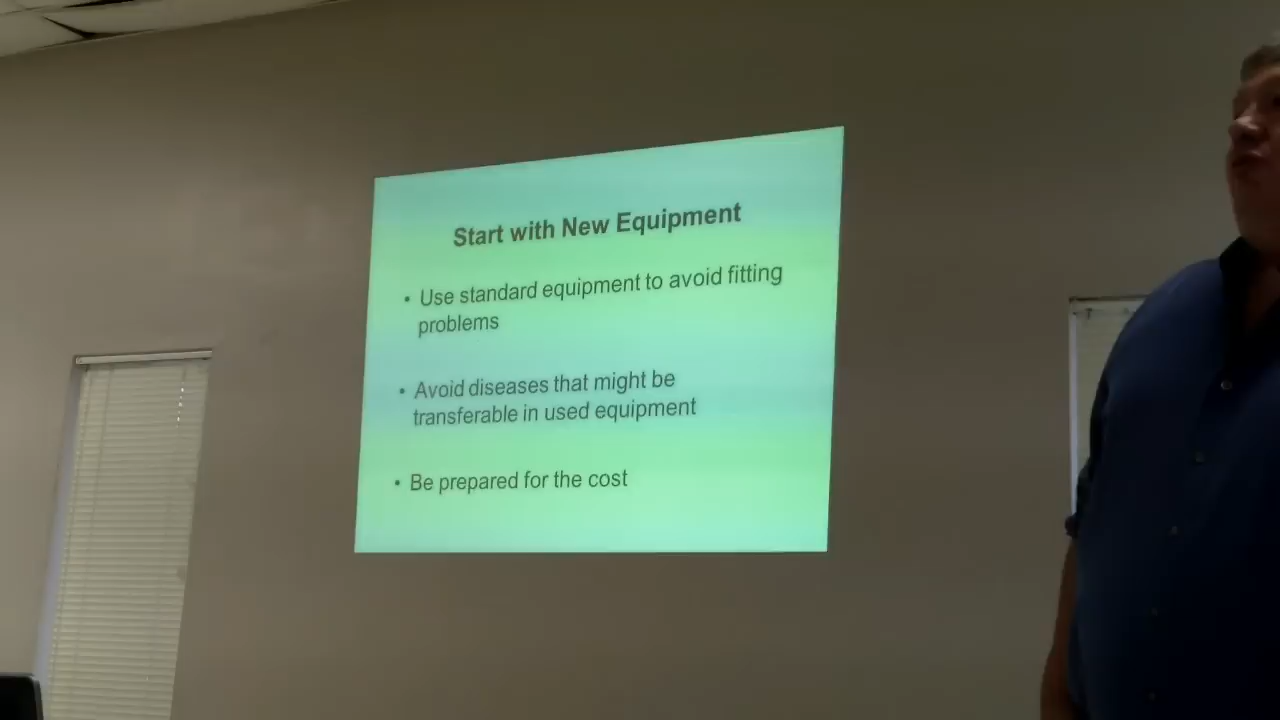 Start with New Equipment
• Use standard equipment to avoid fitting
problems
• Avoid diseases that might be
transferable in used equipment
• Be prepared for the cost